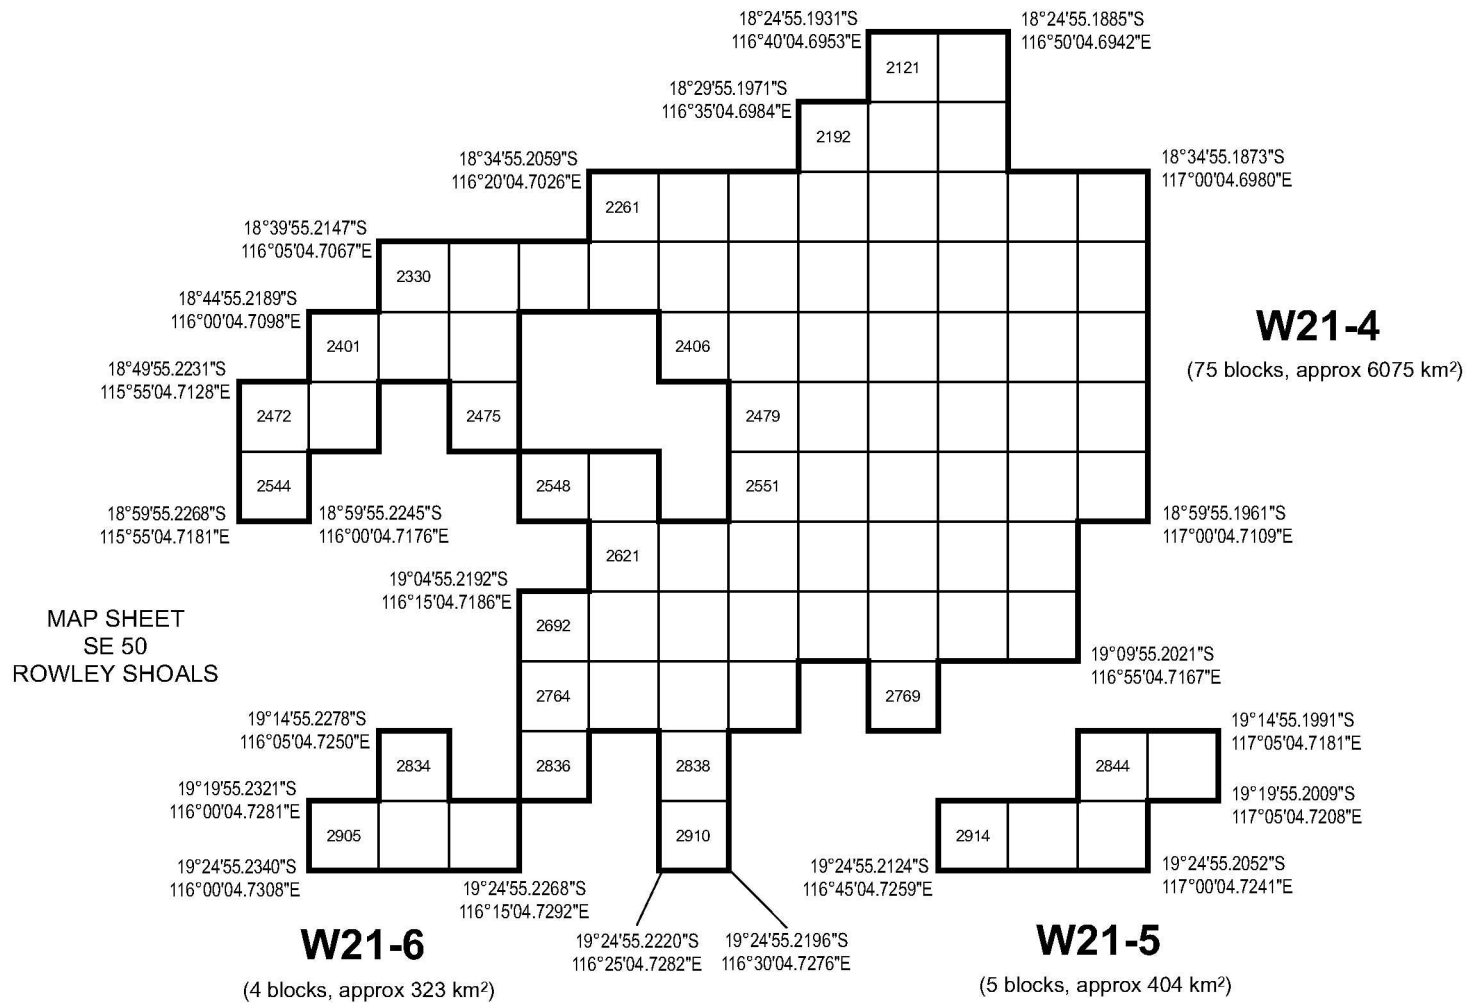 18°24'55.1931"S
116°40'04.6953"E
18°24'55.1885"S
116°50'04.6942"E
2121
18°29'55.1971"S
116°35'04.6984"E
2192
18°34'55.2059"S
116°20'04.7026"E
18°34'55.1873"S
117°00'04.6980"E
2261
18°39'55.2147"S
116°05'04.7067"E
2330
18°44'55.2189"S
116°00'04.7098"E
2401
2406
W21-4
(75 blocks, approx 6075 km²)
18°49'55.2231"S
115°55'04.7128"E
2472
2475
2479
2544
2548
2551
18°59'55.2268"S
115°55'04.7181"E
18°59'55.2245"S
116°00'04.7176"E
18°59'55.1961"S
117°00'04.7109"E
2621
19°04'55.2192"S
116°15'04.7186"E
2692
MAP SHEET
SE 50
ROWLEY SHOALS
19°09'55.2021"S
116°55'04.7167"E
2764
2769
19°14'55.2278"S
116°05'04.7250"E
19°14'55.1991"S
117°05'04.7181"E
2834
2836
2838
2844
19°19'55.2321"S
116°00'04.7281"E
19°19'55.2009"S
117°05'04.7208"E
2905
2910
2914
19°24'55.2340"S
116°00'04.7308"E
19°24'55.2268"S
116°15'04.7292"E
19°24'55.2124"S
116°45'04.7259"E
19°24'55.2052"S
117°00'04.7241"E
19°24'55.2220"S
116°25'04.7282"E
19°24'55.2196"S
116°30'04.7276"E
W21-6
(4 blocks, approx 323 km²)
W21-5
(5 blocks, approx 404 km²)